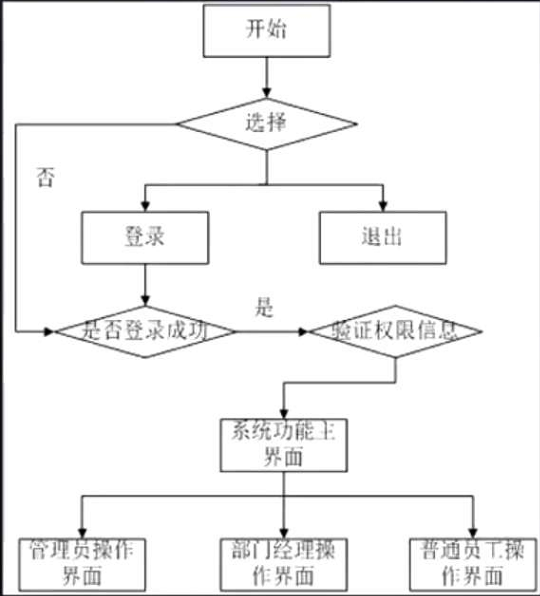 开始
选择
否
登录
退出
是否登录成功
是
验证权限信息
系统功能主
界面
管理员操作
界面
部门经理操
作界面
普通员工操
作界面